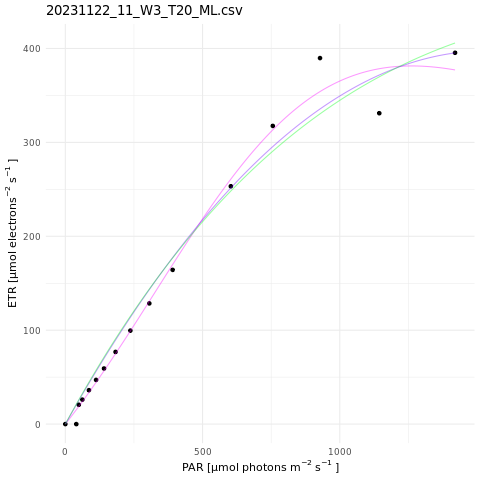 20231122_11_W3_T20_ML.csv
ETR [µmol electrons⁻² s⁻¹ ]
400
300
200
100
0
0
500
1000
PAR [µmol photons m⁻² s⁻¹ ]